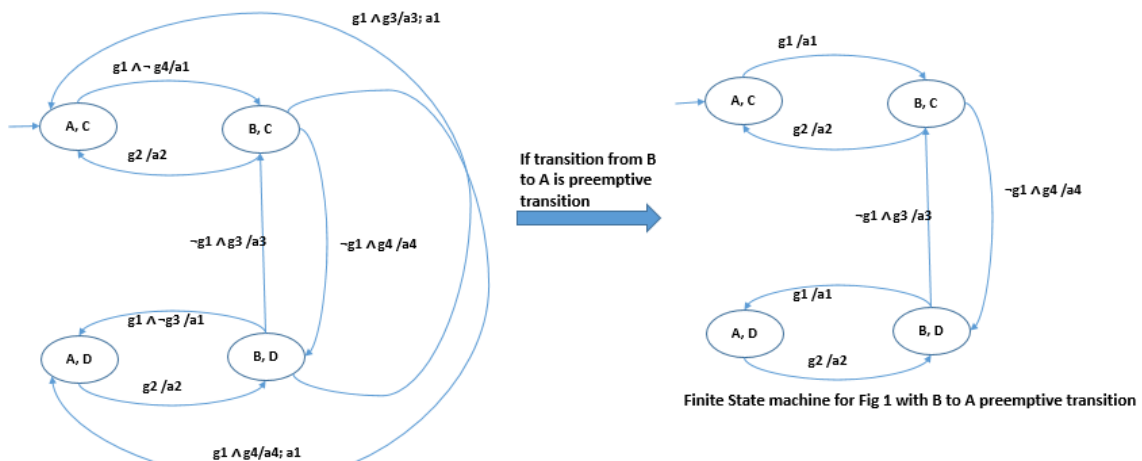 g1 ∧ g3/a3; a1
g1 ∧ ¬ g4/a1
A, C
B, C
g2 /a2
¬g1 ∧ g3 /a3
¬g1 ∧ g4 /a4
g1 ∧ ¬g3 /a1
A, D
B, D
g2 /a2
g1 ∧ g4/a4; a1
If transition from B
to A is preemptive
transition
g1 /a1
A, C
B, C
g2 /a2
¬g1 ∧ g4 /a4
¬g1 ∧ g3 /a3
g1 /a1
A, D
B, D
g2 /a2
Finite State machine for Fig 1 with B to A preemptive transition